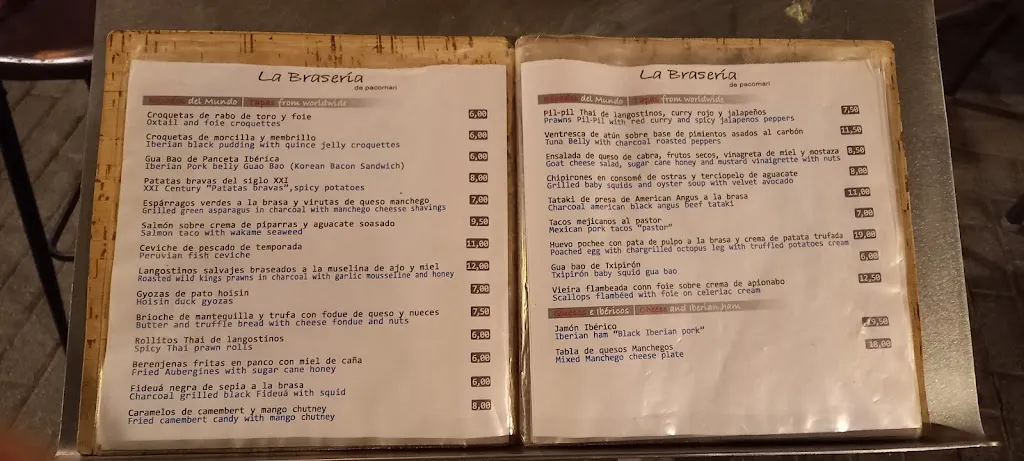 La Brasería
de pacomari
del Mundo | Tapas from worldwide
Croquetas de rabo de toro y foie 6,00
Oxtail and foie croquettes
Croquetas de morcilla y membrillo 6,00
Iberian black pudding with quince jelly croquettes
Gua Bao de Panceta Ibérica 6,00
Iberian Pork belly Guao Bao (Korean Bacon Sandwich)
Patatas bravas del siglo XXI 8,00
XXI Century "Patatas bravas",spicy potatoes
Espárragos verdes a la brasa y virutas de queso manchego 7,00
Grilled green asparagus in charcoal with manchego cheese shavings
Salmón sobre crema de piparras y aguacate soasado 9,50
Salmon taco with wakame seaweed
Ceviche de pescado de temporada 11,00
Peruvian fish ceviche
Langostinos salvajes braseados a la muselina de ajo y miel 12,00
Roasted wild kings prawns in charcoal with garlic mousseline and honey
Gyozas de pato hoisin 7,00
Hoisin duck gyozas
Brioche de mantequilla y trufa con fodue de queso y nueces 7,50
Butter and truffle bread with cheese fondue and nuts
Rollitos Thai de langostinos 6,00
Spicy Thai prawn rolls
Berenjenas fritas en panco con miel de caña 6,00
Fried Aubergines with sugar cane honey
Fideuá negra de sepia a la brasa 6,00
Charcoal grilled black Fideuá with squid
Caramelos de camembert y mango chutney 8,00
Fried camembert candy with mango chutney
La Brasería
de pacomari
del Mundo | Tapas from worldwide
Pil-pil Thai de langostinos, curry rojo y jalapeños 7,50
Prawns Pil-Pil with red curry and spicy jalapenos peppers
Ventresca de atún sobre base de pimientos asados al carbón 11,50
Tuna Belly with charcoal roasted peppers
Ensalada de queso de cabra, frutos secos, vinagreta de miel y mostaza 8,50
Goat cheese salad, sugar cane honey and mustard vinaigrette with nuts
Chipirones en consomé de ostras y terciopelo de aguacate 8,00
Grilled baby squids and oyster soup with velvet avocado
Tataki de presa de American Angus a la brasa 11,00
Charcoal american black angus beef tataki
Tacos mejicanos al pastor 7,00
Mexican pork tacos "pastor"
Huevo pochee con pata de pulpo a la brasa y crema de patata trufada 19,00
Poached egg with chargrilled octopus leg with truffled potatoes cream
Gua bao de Txipirón 6,00
Txipirón baby squid gua bao
Vieira flambeada conn foie sobre crema de apionabo 12,50
Scallops flambéed with foie on celeriac cream
Quesos e Ibéricos | Cheese and Iberian ham
Jamón Ibérico 9,50
Iberian ham "Black Iberian pork"
Tabla de quesos Manchegos 18,00
Mixed Manchego cheese plate